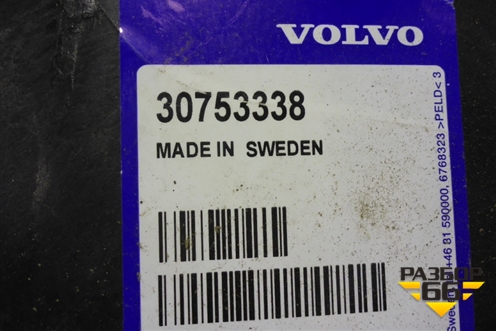 VOLVO
30753338
MADE IN SWEDEN
+46 81 590000, 6768323 >PELD< 3
РАЗБОР
66